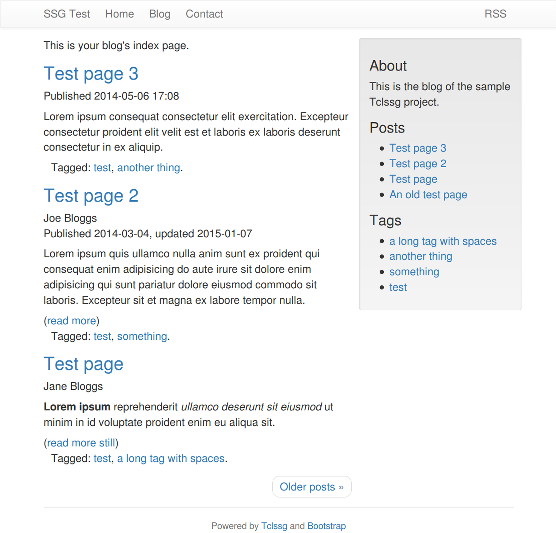 SSG Test Home Blog Contact RSS
This is your blog's index page.
Test page 3
Published 2014-05-06 17:08
Lorem ipsum consequat consectetur elit exercitation. Excepteur
consectetur proident elit velit est et laboris ex laboris deserunt
consectetur in ex aliquip.
Tagged: test, another thing.
Test page 2
Joe Bloggs
Published 2014-03-04, updated 2015-01-07
Lorem ipsum quis ullamco nulla anim sunt ex proident qui
consequat enim adipisicing do aute irure sit dolore enim
adipisicing qui sunt pariatur dolore eiusmod commodo sit
laboris. Excepteur sit et magna ex labore tempor nulla.
(read more)
Tagged: test, something.
Test page
Jane Bloggs
Lorem ipsum reprehenderit ullamco deserunt sit eiusmod ut
minim in id voluptate proident enim eu aliqua sit.
(read more still)
Tagged: test, a long tag with spaces.
Older posts »
About
This is the blog of the sample
Tclssg project.
Posts
• Test page 3
• Test page 2
• Test page
• An old test page
Tags
• a long tag with spaces
• another thing
• something
• test
Powered by Tclssg and Bootstrap